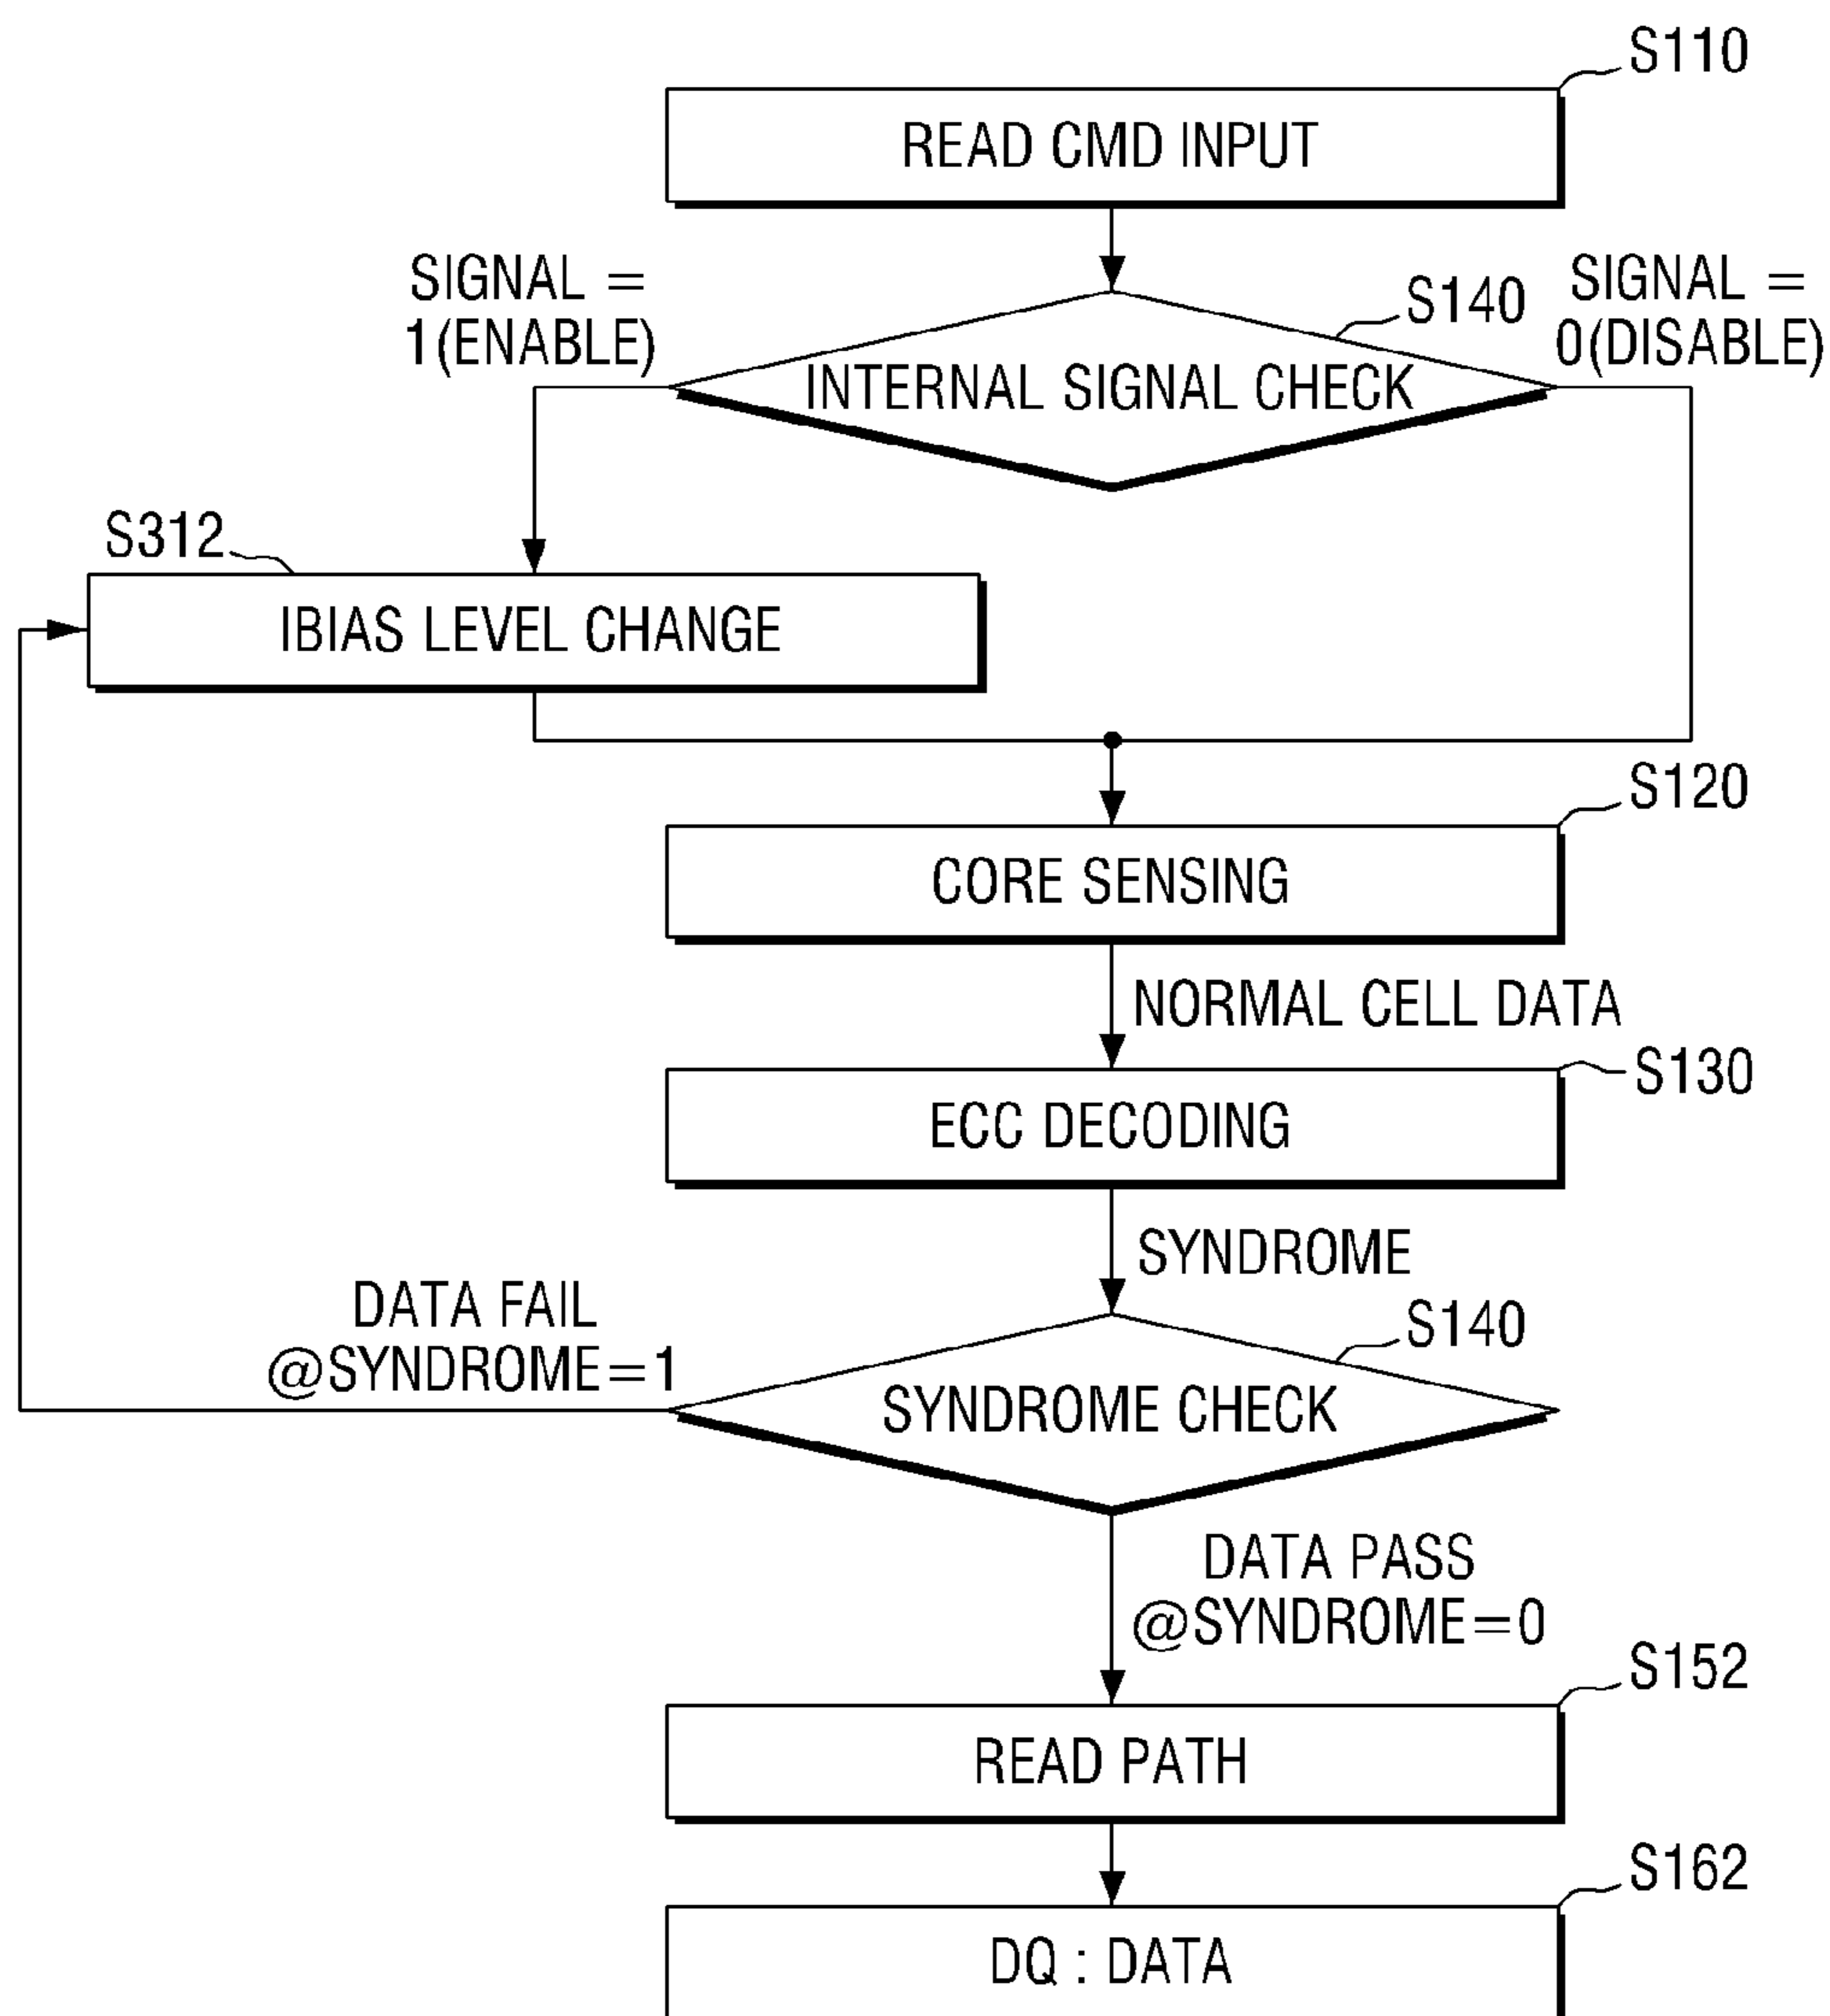 S110
READ CMD INPUT
SIGNAL =
1(ENABLE)
S140
SIGNAL =
0(DISABLE)
INTERNAL SIGNAL CHECK
S312
IBIAS LEVEL CHANGE
S120
CORE SENSING
NORMAL CELL DATA
S130
ECC DECODING
SYNDROME
DATA FAIL
@SYNDROME=1
S140
SYNDROME CHECK
DATA PASS
@SYNDROME=0
S152
READ PATH
S162
DQ : DATA